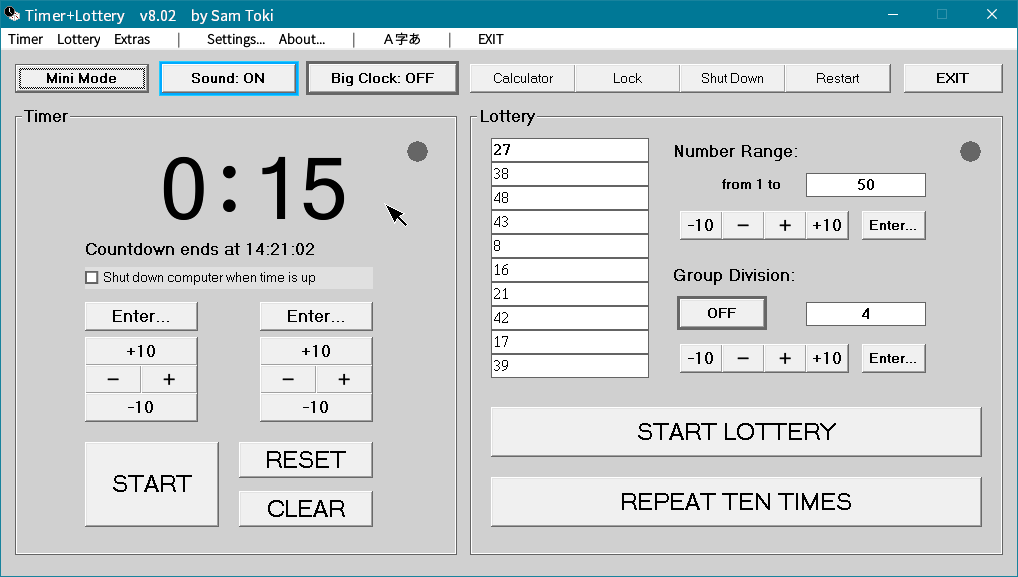 Timer+Lottery v8.02 by Sam Toki
Timer Lottery Extras | Settings... About... | A字あ | EXIT
Mini Mode Sound: ON Big Clock: OFF Calculator Lock Shut Down Restart EXIT
Timer
0:15
Countdown ends at 14:21:02
Shut down computer when time is up
Enter... Enter...
+10 +10
− + − +
-10 -10
START
RESET
CLEAR
Lottery
27
38
48
43
8
16
21
42
17
39
Number Range:
from 1 to 50
-10 − + +10 Enter...
Group Division:
OFF 4
-10 − + +10 Enter...
START LOTTERY
REPEAT TEN TIMES